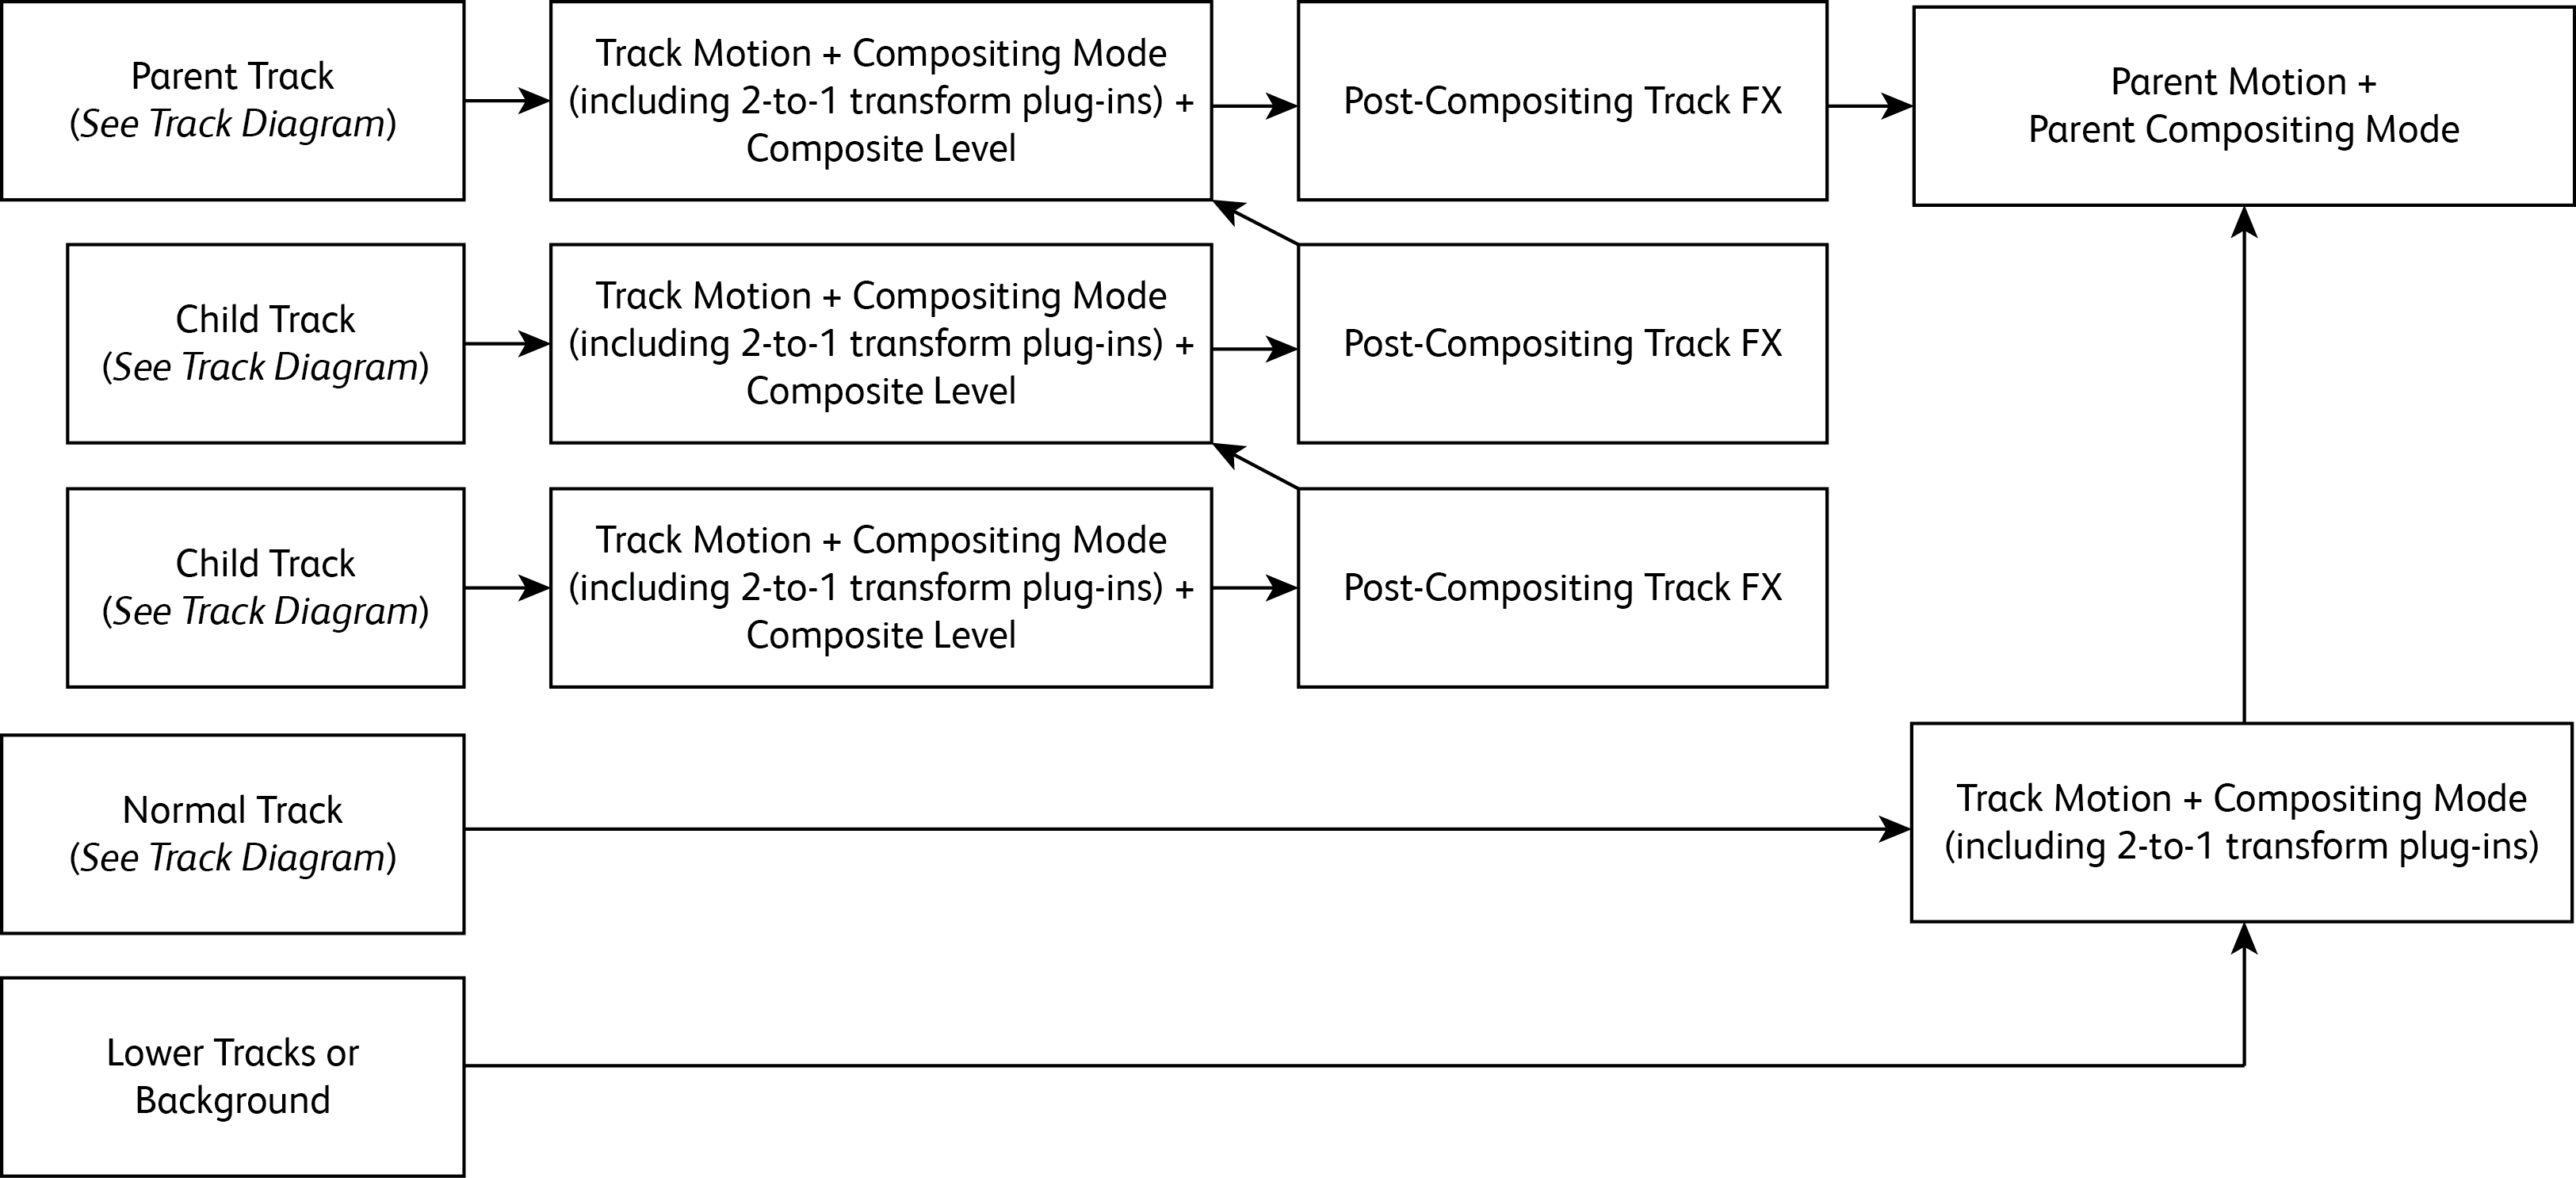 Parent Track
(See Track Diagram)
Track Motion + Compositing Mode
(including 2-to-1 transform plug-ins) +
Composite Level
Post-Compositing Track FX
Parent Motion +
Parent Compositing Mode
Child Track
(See Track Diagram)
Track Motion + Compositing Mode
(including 2-to-1 transform plug-ins) +
Composite Level
Post-Compositing Track FX
Child Track
(See Track Diagram)
Track Motion + Compositing Mode
(including 2-to-1 transform plug-ins) +
Composite Level
Post-Compositing Track FX
Normal Track
(See Track Diagram)
Track Motion + Compositing Mode
(including 2-to-1 transform plug-ins)
Lower Tracks or
Background